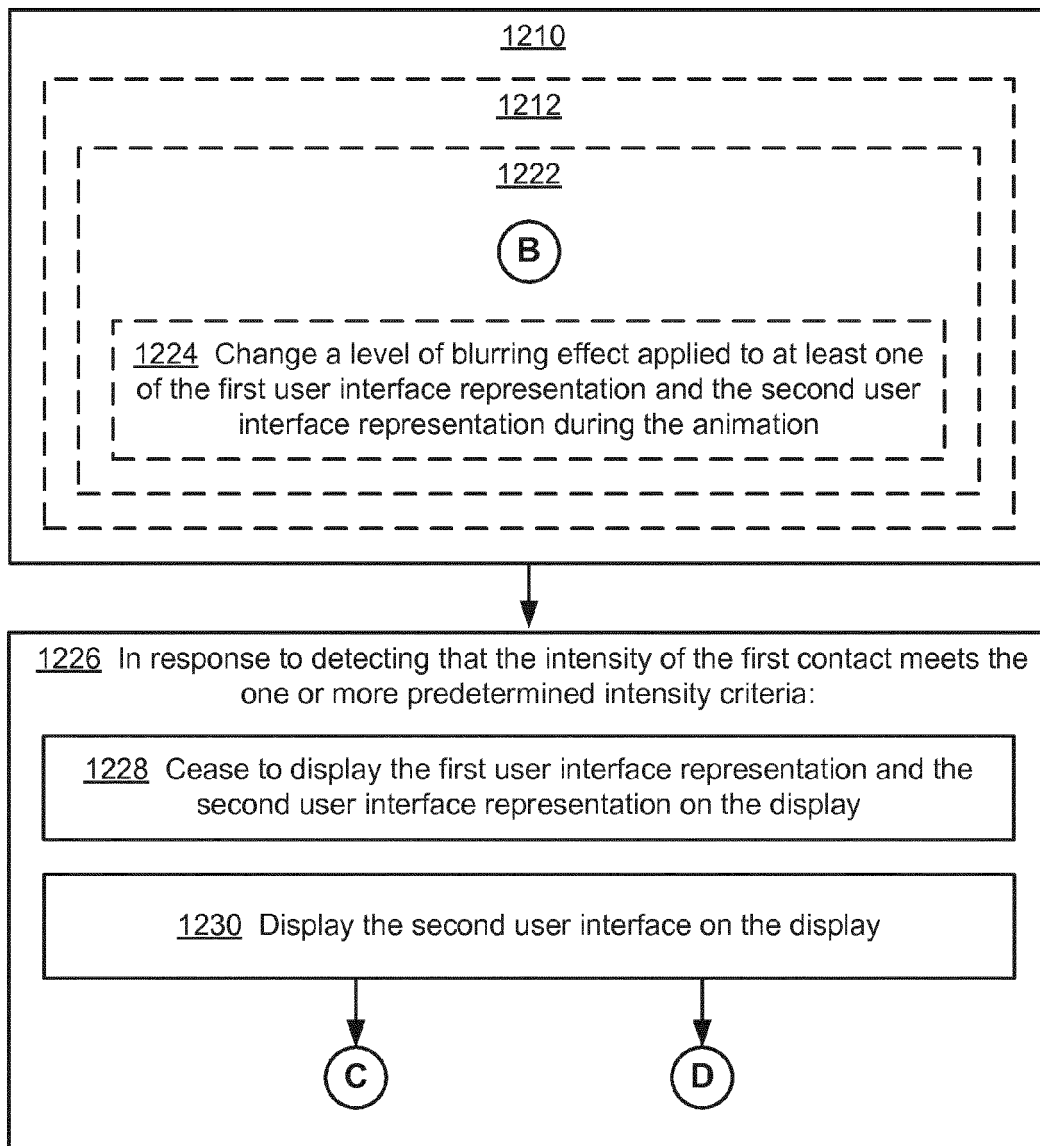 1210
1212
1222
B
1224 Change a level of blurring effect applied to at least one
of the first user interface representation and the second user
interface representation during the animation
1226 In response to detecting that the intensity of the first contact meets the
one or more predetermined intensity criteria:
1228 Cease to display the first user interface representation and the
second user interface representation on the display
1230 Display the second user interface on the display
C
D